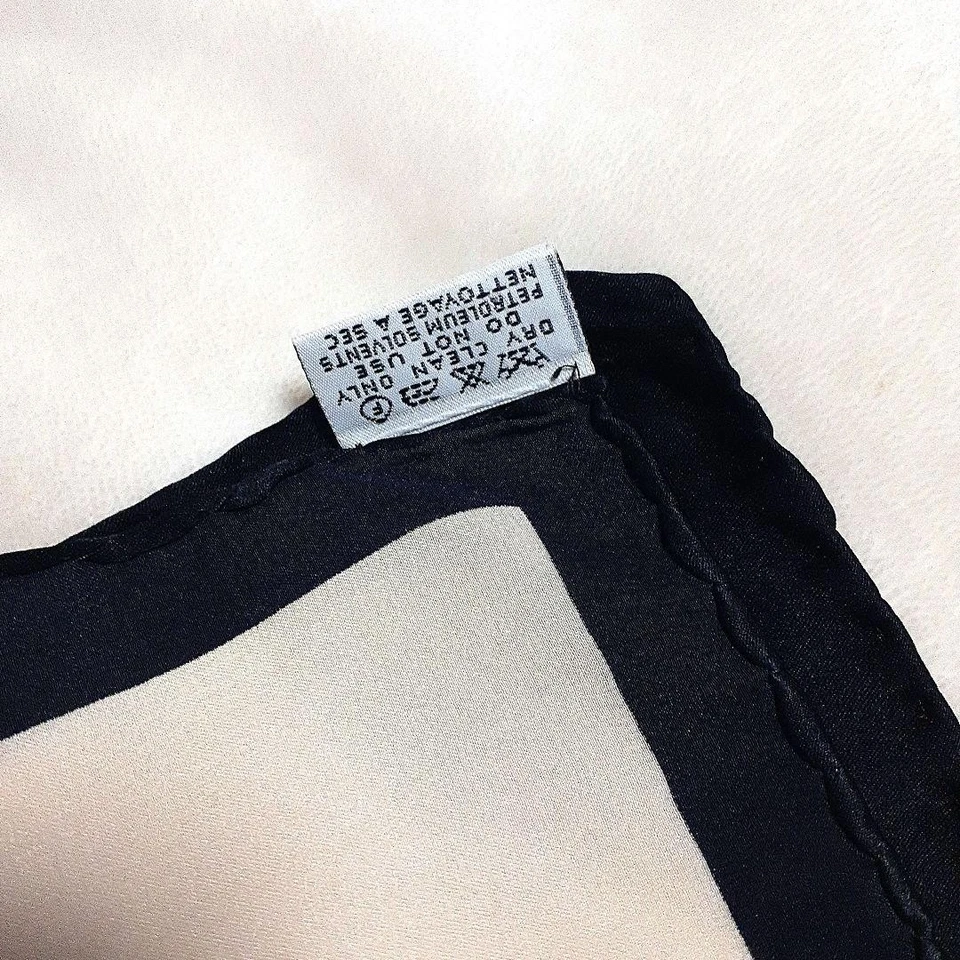 F
DRY CLEAN ONLY
DO NOT USE
PETROLEUM SOLVENTS
NETTOYAGE A SEC